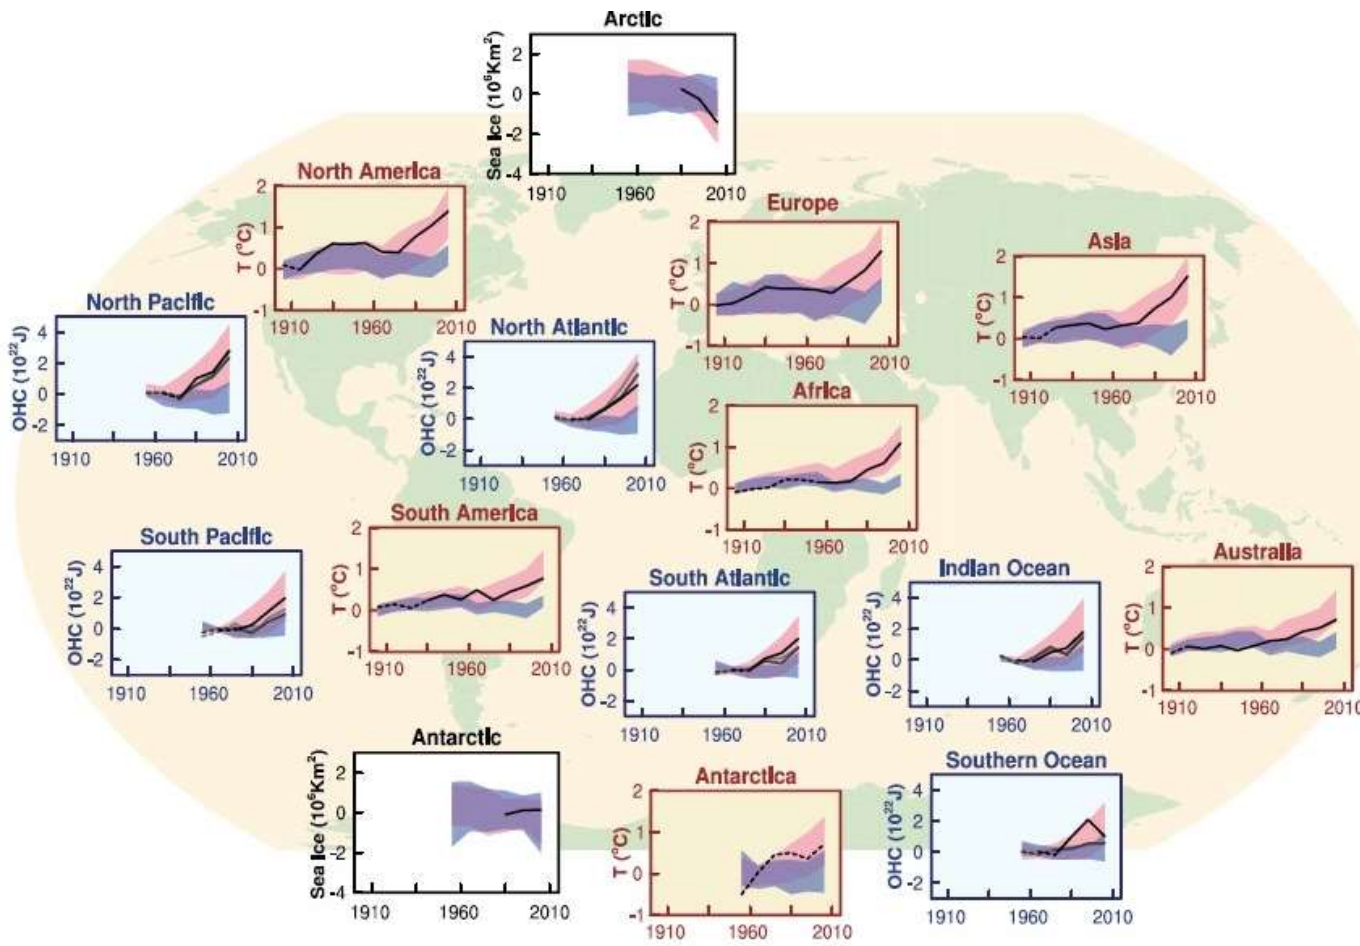 Arctic
Sea Ice (10⁶Km²)
2
0
-2
-4
1910 1960 2010
North America
T (°C)
2
1
0
-1
1910 1960 2010
Europe
T (°C)
2
1
0
-1
1910 1960 2010
Asia
T (°C)
2
1
0
-1
1910 1960 2010
North Pacific
OHC (10²²J)
4
2
0
-2
1910 1960 2010
North Atlantic
OHC (10²²J)
4
2
0
-2
1910 1960 2010
Africa
T (°C)
2
1
0
-1
1910 1960 2010
South Pacific
OHC (10²²J)
4
2
0
-2
1910 1960 2010
South America
T (°C)
2
1
0
-1
1910 1960 2010
South Atlantic
OHC (10²²J)
4
2
0
-2
1910 1960 2010
Indian Ocean
OHC (10²²J)
4
2
0
-2
1910 1960 2010
Australia
T (°C)
2
1
0
-1
1910 1960 2010
Antarctic
Sea Ice (10⁶Km²)
2
0
-2
-4
1910 1960 2010
Antarctica
T (°C)
2
1
0
-1
1910 1960 2010
Southern Ocean
OHC (10²²J)
4
2
0
-2
1910 1960 2010